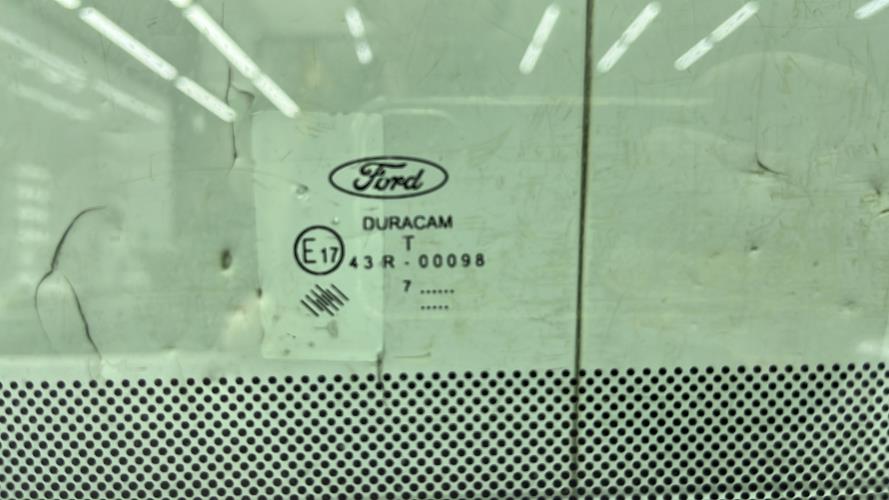 Ford
DURACAM
T
E17
43R-00098
7 ......
.....